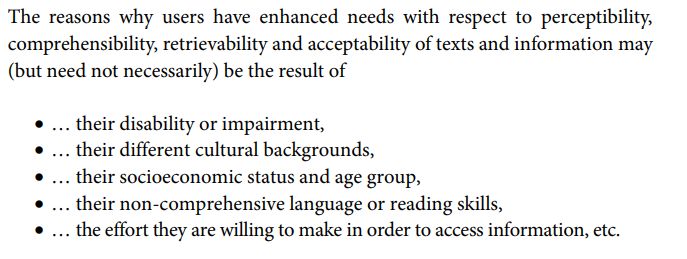 The reasons why users have enhanced needs with respect to perceptibility,
comprehensibility, retrievability and acceptability of texts and information may
(but need not necessarily) be the result of
• … their disability or impairment,
• … their different cultural backgrounds,
• … their socioeconomic status and age group,
• … their non-comprehensive language or reading skills,
• … the effort they are willing to make in order to access information, etc.